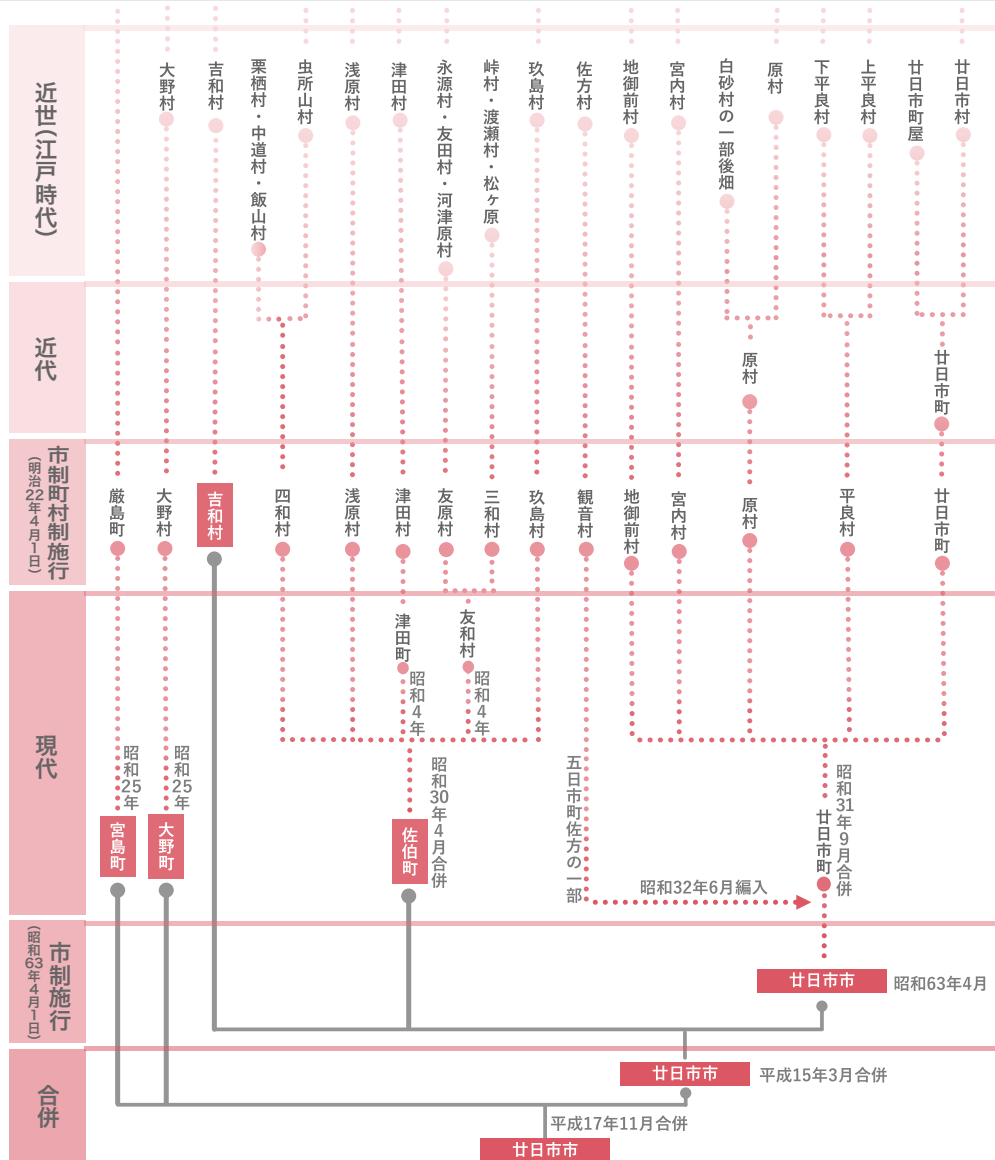 近世(江戸時代)
大野村
吉和村
栗栖村・中道村・飯山村
虫所山村
浅原村
津田村
永源村・友田村・河津原村
峠村・渡瀬村・松ヶ原
玖島村
佐方村
地御前村
宮内村
白砂村の一部後畑
原村
下平良村
上平良村
廿日市町屋
廿日市村
近代
原村
廿日市町
市制町村制施行
(明治22年4月1日)
厳島町
大野村
吉和村
四和村
浅原村
津田村
友原村
三和村
玖島村
観音村
地御前村
宮内村
原村
平良村
廿日市町
現代
津田町
昭和4年
友和村
昭和4年
昭和25年
宮島町
昭和25年
大野町
佐伯町
昭和30年4月合併
五日市町佐方の一部
昭和32年6月編入
廿日市町
昭和31年9月合併
市制施行
(昭和63年4月1日)
廿日市市
昭和63年4月
合併
廿日市市
平成15年3月合併
平成17年11月合併
廿日市市